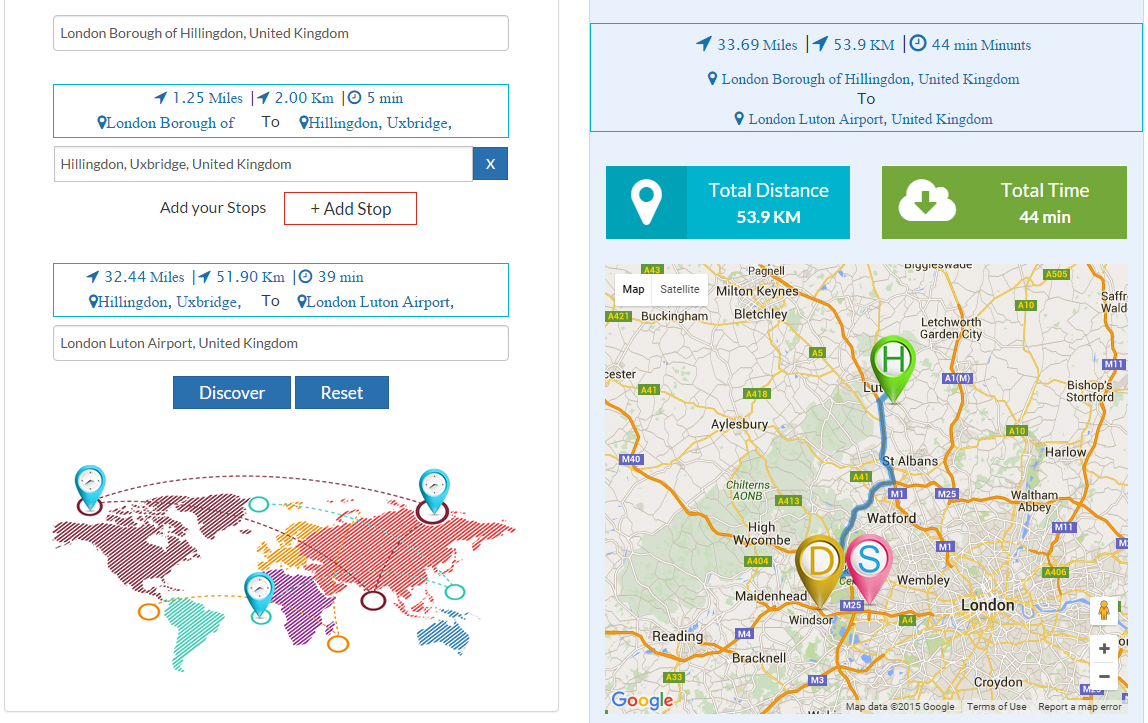 London Borough of Hillingdon, United Kingdom
1.25 Miles | 2.00 Km | 5 min
London Borough of To Hillingdon, Uxbridge,
Hillingdon, Uxbridge, United Kingdom X
Add your Stops + Add Stop
32.44 Miles | 51.90 Km | 39 min
Hillingdon, Uxbridge, To London Luton Airport,
London Luton Airport, United Kingdom
Discover Reset
33.69 Miles | 53.9 KM | 44 min Minunts
London Borough of Hillingdon, United Kingdom
To
London Luton Airport, United Kingdom
Total Distance
53.9 KM
Total Time
44 min
Map Satellite
A43
Pagnell
Biggleswade
A505
Milton Keynes
Saffr
Wald
A10
A421 Buckingham
Bletchley
Letchworth
Garden City
A5
H
M11
cester
A41
A418
Lut
A1(M)
Bishop's
Stortford
Aylesbury
A10
M40
St Albans
Harlow
Chilterns
AONB
A41
M1
M25
A413
Waltham
Abbey
High
Wycombe
Watford
M11
A404
D
S
M1
Wembley
A406
Maidenhead
M25
London
Windsor
A4
Reading
M4
Bracknell
A33
M3
Croydon
+
-
Google
Map data ©2015 Google Terms of Use Report a map error